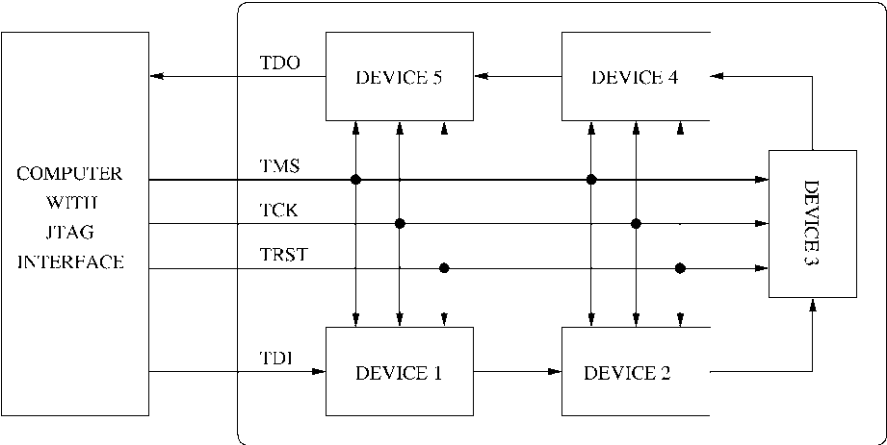 TDO
DEVICE 5
DEVICE 4
TMS
COMPUTER
WITH
JTAG
INTERFACE
TCK
TRST
DEVICE 3
TDI
DEVICE 1
DEVICE 2